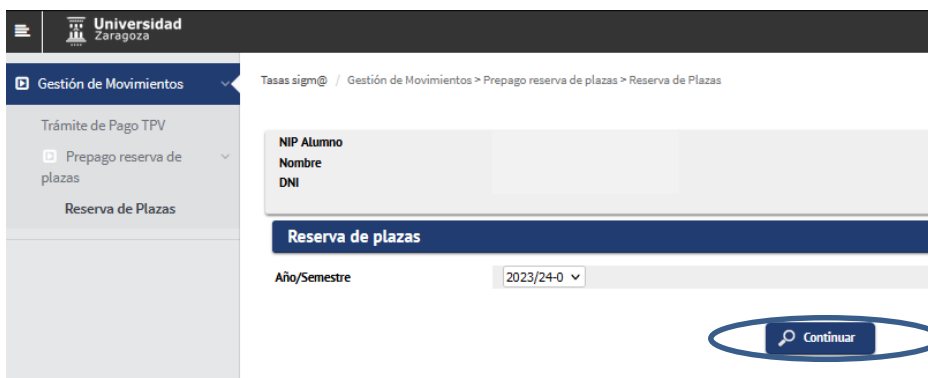 Universidad
Zaragoza
Gestión de Movimientos
Tasas sigm@ / Gestión de Movimientos > Prepago reserva de plazas > Reserva de Plazas
Trámite de Pago TPV
Prepago reserva de
plazas
Reserva de Plazas
NIP Alumno
Nombre
DNI
Reserva de plazas
Año/Semestre
2023/24-0
Continuar